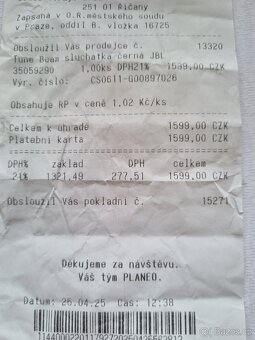 251 01 Říčany
Zapsána v O.R.městského soudu
v Praze, oddíl B. vložka 16725
Obsloužil Vás prodejce č. 13320
Tune Beam sluchátka černá JBL
35059290 1,00ks DPH21% 1599,00 CZK
Výr. číslo: CS0611-G00897026
Obsahuje RP v ceně 1.02 Kč/ks
Celkem k úhradě 1599,00 CZK
Platební karta 1599,00 CZK
DPH% základ DPH celkem
21% 1321,49 277,51 1599,00 CZK
Obsloužil Vás pokladní č. 15271
Děkujeme za návštěvu.
Váš tým PLANEO.
Datum: 26.04.25 Čas: 12:38